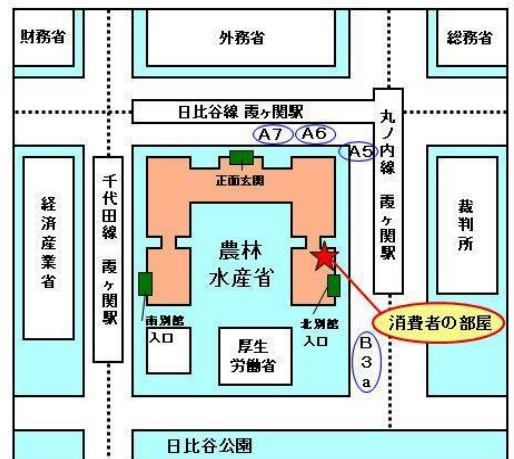 財務省
外務省
総務省
日比谷線 霞ヶ関駅
A7
A6
A5
正面玄関
経済産業省
千代田線 霞ヶ関駅
農林
水産省
丸ノ内線 霞ヶ関駅
裁判所
南別館
入口
北別館
入口
消費者の部屋
厚生
労働省
B3a
日比谷公園